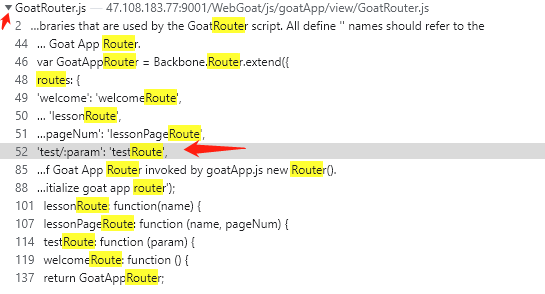 GoatRouter.js — 47.108.183.77:9001/WebGoat/js/goatApp/view/GoatRouter.js
2 ...braries that are used by the GoatRouter script. All define '' names should refer to the
44 ... Goat App Router.
46 var GoatAppRouter = Backbone.Router.extend({
48 routes: {
49 'welcome': 'welcomeRoute',
50 ... 'lessonRoute',
51 ...pageNum': 'lessonPageRoute',
52 'test/:param': 'testRoute',
85 ...f Goat App Router invoked by goatApp.js new Router().
88 ...itialize goat app router');
101 lessonRoute: function(name) {
107 lessonPageRoute: function (name, pageNum) {
114 testRoute: function (param) {
119 welcomeRoute: function () {
137 return GoatAppRouter;